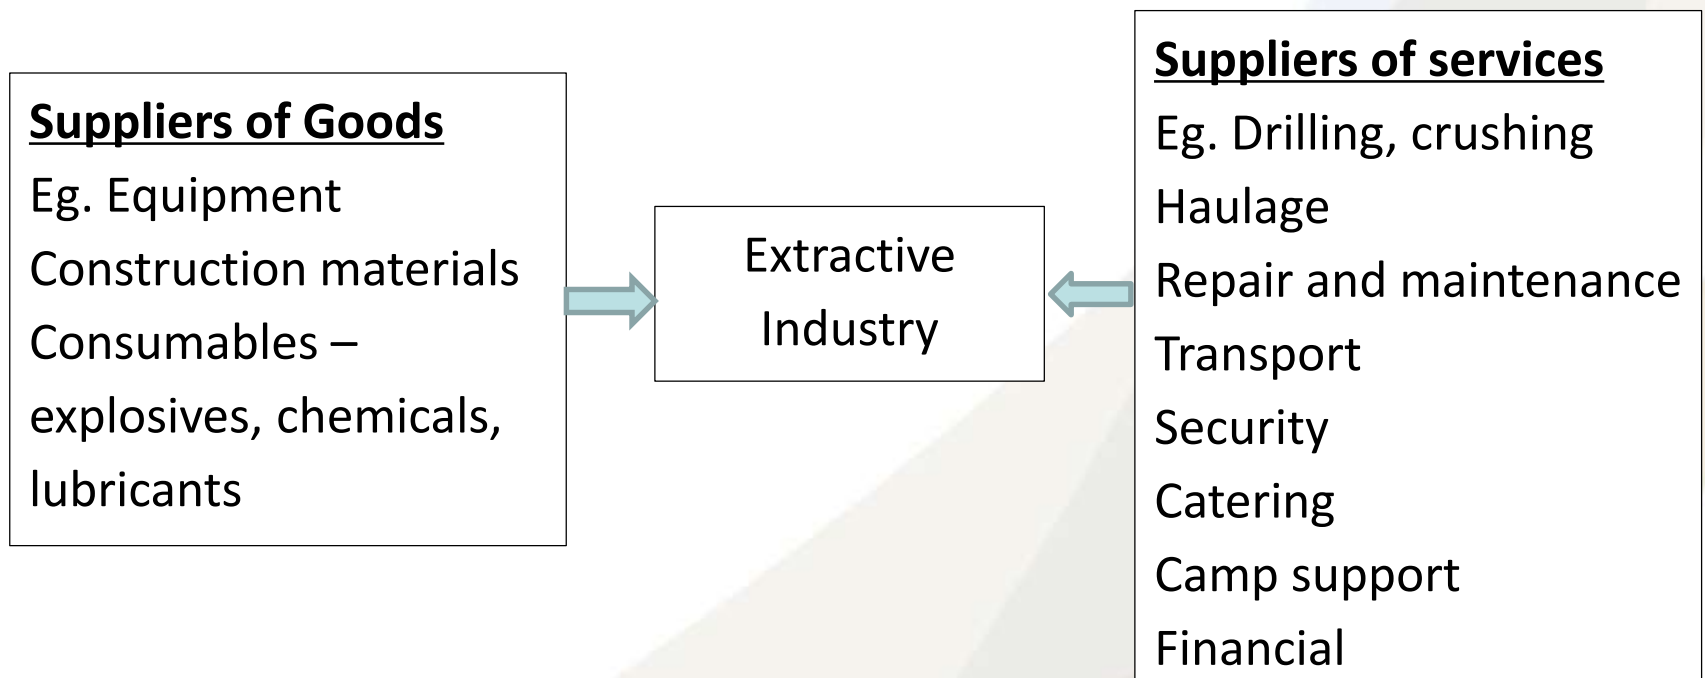 Suppliers of Goods
Eg. Equipment
Construction materials
Consumables –
explosives, chemicals,
lubricants
Extractive
Industry
Suppliers of services
Eg. Drilling, crushing
Haulage
Repair and maintenance
Transport
Security
Catering
Camp support
Financial